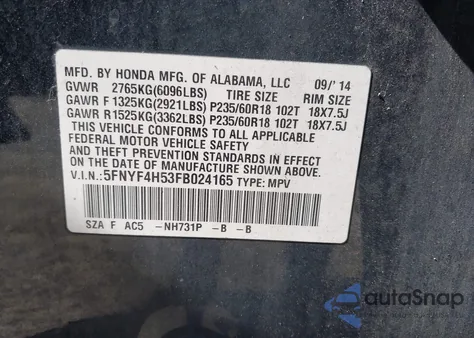 MFD. BY HONDA MFG. OF ALABAMA, LLC 09/'14
GVWR 2765KG(6096LBS) TIRE SIZE RIM SIZE
GAWR F 1325KG(2921LBS) P235/60R18 102T 18X7.5J
GAWR R 1525KG(3362LBS) P235/60R18 102T 18X7.5J
THIS VEHICLE CONFORMS TO ALL APPLICABLE
FEDERAL MOTOR VEHICLE SAFETY
AND THEFT PREVENTION STANDARDS IN EFFECT
ON THE DATE OF MANUFACTURE SHOWN ABOVE.
V.I.N.:5FNYF4H53FB024165 TYPE: MPV
SZA F AC5 -NH731P -B -B
autoSnap